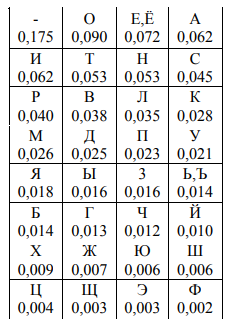 - О Е,Ё А
0,175 0,090 0,072 0,062
И Т Н С
0,062 0,053 0,053 0,045
Р В Л К
0,040 0,038 0,035 0,028
М Д П У
0,026 0,025 0,023 0,021
Я Ы З Ь,Ъ
0,018 0,016 0,016 0,014
Б Г Ч Й
0,014 0,013 0,012 0,010
Х Ж Ю Ш
0,009 0,007 0,006 0,006
Ц Щ Э Ф
0,004 0,003 0,003 0,002